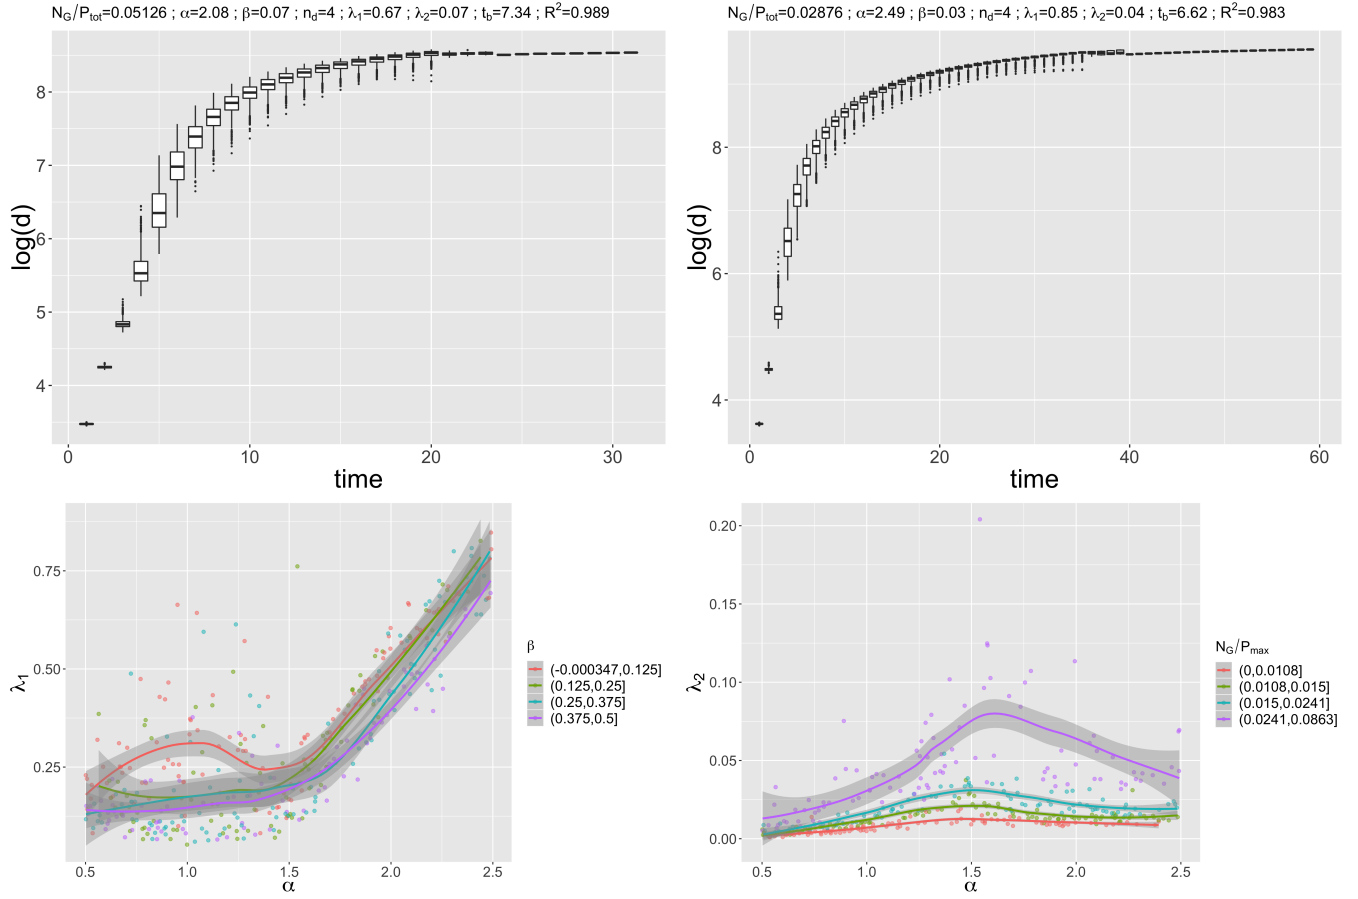 N_G/P_tot=0.05126 ; α=2.08 ; β=0.07 ; n_d=4 ; λ_1=0.67 ; λ_2=0.07 ; t_b=7.34 ; R²=0.989
8
7
6
5
4
log(d)
0 10 20 30
time
N_G/P_tot=0.02876 ; α=2.49 ; β=0.03 ; n_d=4 ; λ_1=0.85 ; λ_2=0.04 ; t_b=6.62 ; R²=0.983
8
6
4
log(d)
0 20 40 60
time
0.75
0.50
0.25
λ_1
0.5 1.0 1.5 2.0 2.5
α
β
(-0.000347,0.125]
(0.125,0.25]
(0.25,0.375]
(0.375,0.5]
0.20
0.15
0.10
0.05
0.00
λ_2
0.5 1.0 1.5 2.0 2.5
α
N_G/P_max
(0,0.0108]
(0.0108,0.015]
(0.015,0.0241]
(0.0241,0.0863]